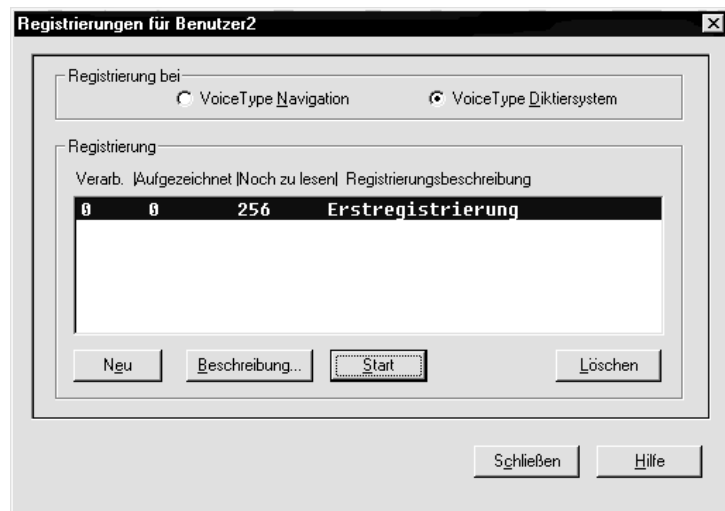 Registrierungen für Benutzer2
Registrierung bei
VoiceType Navigation VoiceType Diktiersystem
Registrierung
Verarb. |Aufgezeichnet |Noch zu lesen| Registrierungsbeschreibung
0 0 256 Erstregistrierung
Neu Beschreibung... Start Löschen
Schließen Hilfe